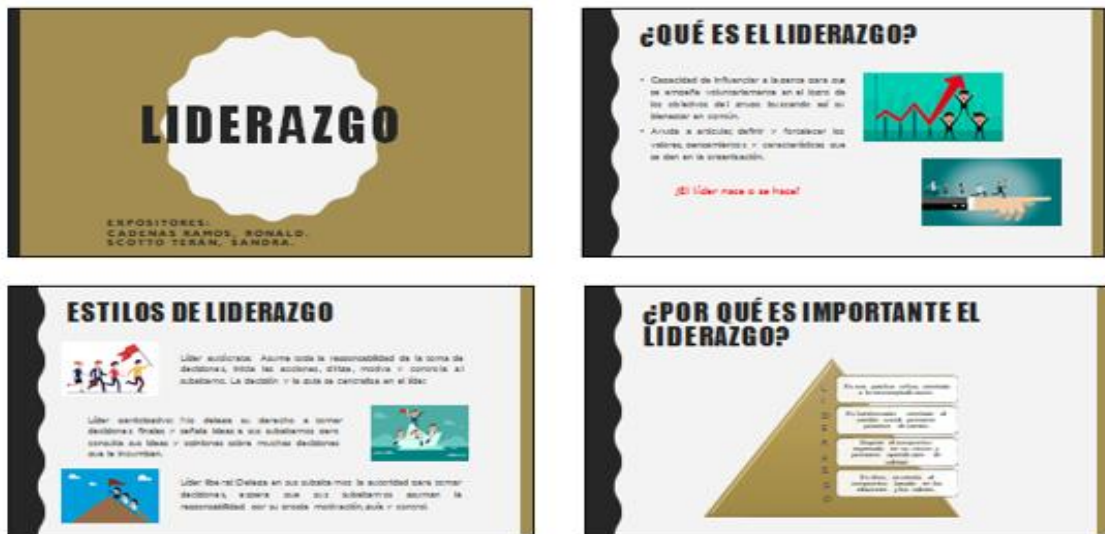 LIDERAZGO
EXPOSITORES:
CADENAS RAMOS, RONALD.
SCOTTO TERÁN, SANDRA.
¿QUÉ ES EL LIDERAZGO?
• Capacidad de influenciar a la para que
se empeñe voluntariamente en el logro de
los objetivos del buscando así su
bienestar en común.
• Ayuda a articular, definir y fortalecer los
valores, pensamientos y características que
se dan en la organización.
¿El líder nace o se hace?
ESTILOS DE LIDERAZGO
Líder autócrata: Asume toda la responsabilidad de la toma de
decisiones, inicia las acciones, dirige, motiva y controla al
subalterno. La decisión y la guía se centraliza en el líder.
Líder participativo: No delega su derecho a tomar
decisiones finales y señala ideas a sus subalternos pero
consulta sus ideas y opiniones sobre muchas decisiones
que le incumben.
Líder liberal: Delega en sus subalternos la autoridad para tomar
decisiones, espera que sus subalternos asuman la
responsabilidad por su propia motivación, guía y control.
¿POR QUÉ ES IMPORTANTE EL
LIDERAZGO?